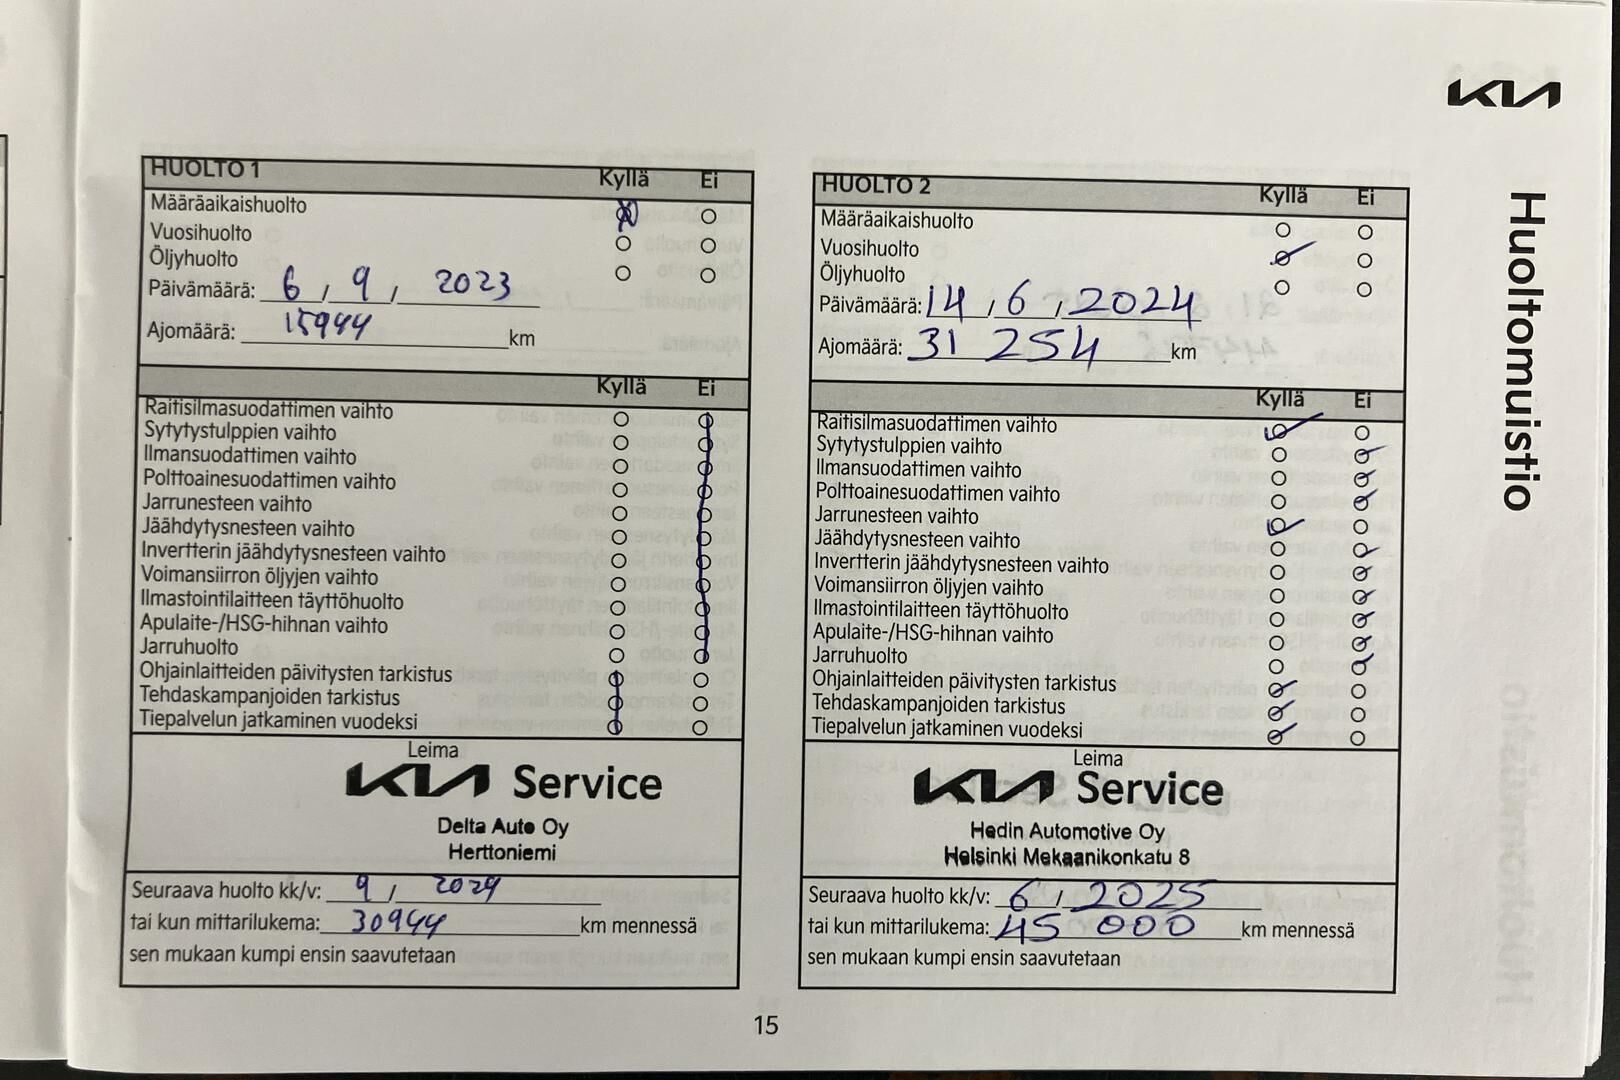 KIA
Huoltomuistio
HUOLTO 1 Kyllä Ei
Määräaikaishuolto
Vuosihuolto
Öljyhuolto
Päivämäärä: 6 / 9 / 2023
Ajomäärä: 15944 km
Kyllä Ei
Raitisilmasuodattimen vaihto
Sytytystulppien vaihto
Ilmansuodattimen vaihto
Polttoainesuodattimen vaihto
Jarrunesteen vaihto
Jäähdytysnesteen vaihto
Invertterin jäähdytysnesteen vaihto
Voimansiirron öljyjen vaihto
Ilmastointilaitteen täyttöhuolto
Apulaite-/HSG-hihnan vaihto
Jarruhuolto
Ohjainlaitteiden päivitysten tarkistus
Tehdaskampanjoiden tarkistus
Tiepalvelun jatkaminen vuodeksi
Leima
KIA Service
Delta Auto Oy
Herttoniemi
Seuraava huolto kk/v: 9 / 2024
tai kun mittarilukema: 30944 km mennessä
sen mukaan kumpi ensin saavutetaan
HUOLTO 2 Kyllä Ei
Määräaikaishuolto
Vuosihuolto
Öljyhuolto
Päivämäärä: 14 / 6 / 2024
Ajomäärä: 31 254 km
Kyllä Ei
Raitisilmasuodattimen vaihto
Sytytystulppien vaihto
Ilmansuodattimen vaihto
Polttoainesuodattimen vaihto
Jarrunesteen vaihto
Jäähdytysnesteen vaihto
Invertterin jäähdytysnesteen vaihto
Voimansiirron öljyjen vaihto
Ilmastointilaitteen täyttöhuolto
Apulaite-/HSG-hihnan vaihto
Jarruhuolto
Ohjainlaitteiden päivitysten tarkistus
Tehdaskampanjoiden tarkistus
Tiepalvelun jatkaminen vuodeksi
Leima
KIA Service
Hedin Automotive Oy
Helsinki Mekaanikonkatu 8
Seuraava huolto kk/v: 6 / 2025
tai kun mittarilukema: 45 000 km mennessä
sen mukaan kumpi ensin saavutetaan
15